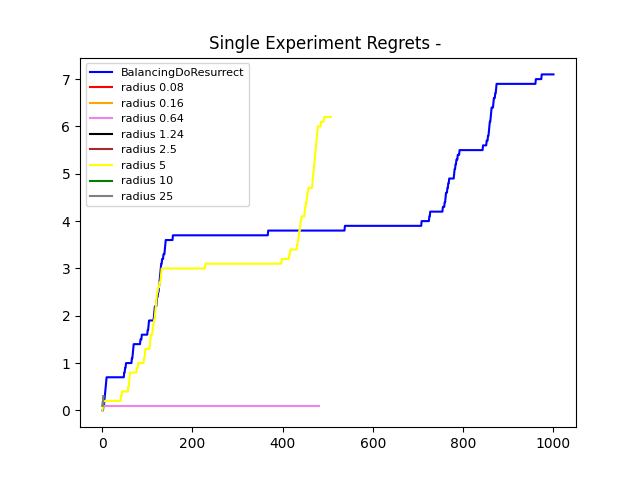 Single Experiment Regrets -
BalancingDoResurrect
radius 0.08
radius 0.16
radius 0.64
radius 1.24
radius 2.5
radius 5
radius 10
radius 25
7
6
5
4
3
2
1
0
0 200 400 600 800 1000